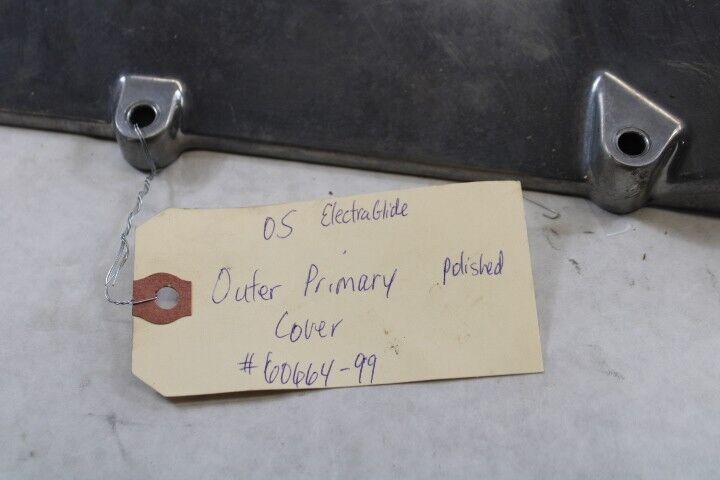 05 ElectraGlide
Outer Primary polished
Cover
#60664-99